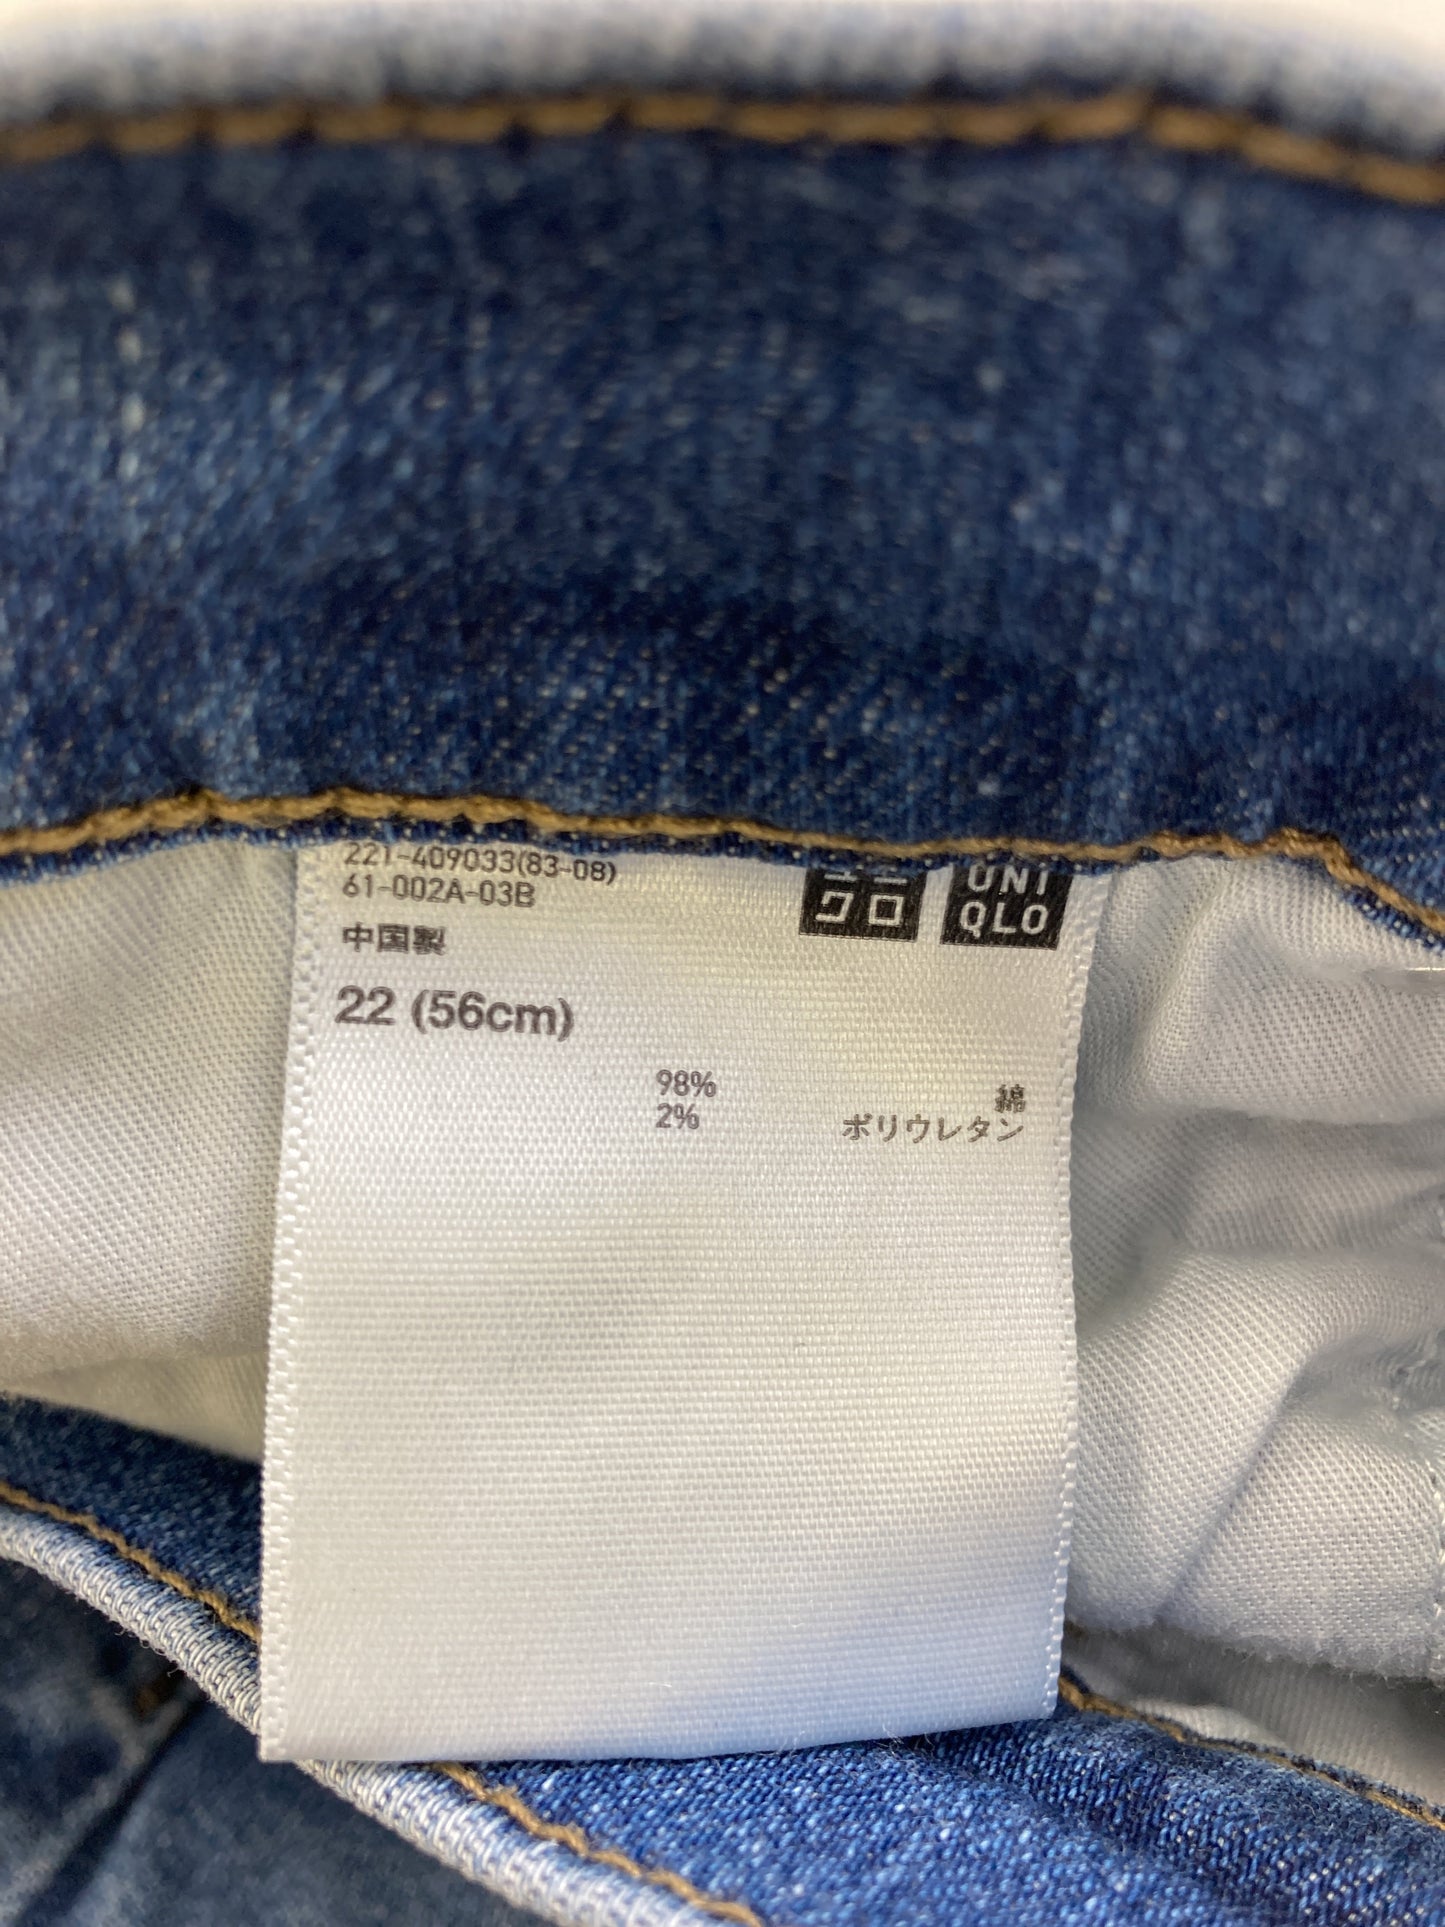 221-409033(83-08)
61-002A-03B
ユニ
クロ
UNI
QLO
中国製
22 (56cm)
98% 綿
2% ポリウレタン